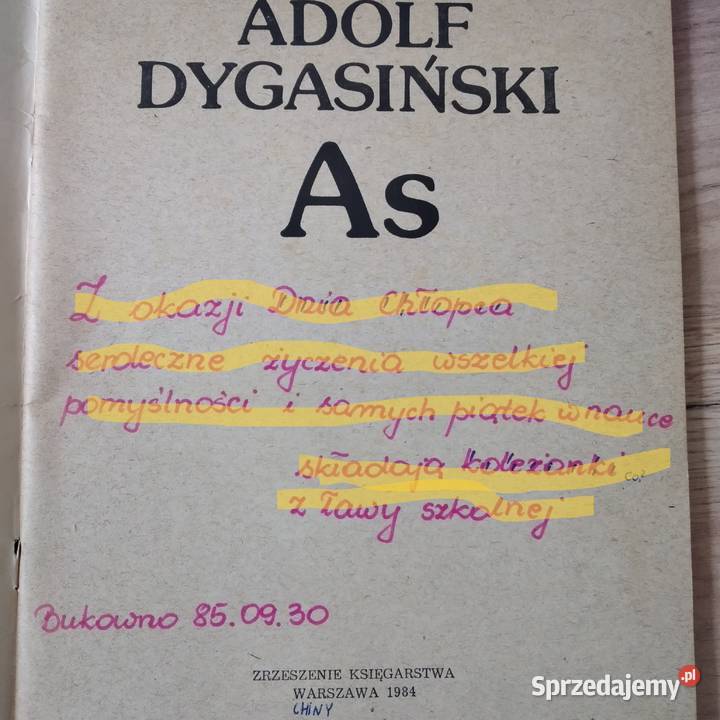 ADOLF
DYGASIŃSKI
As
Z okazji Dnia Chłopca
serdeczne życzenia wszelkiej
pomyślności i samych piątek w nauce
składają koleżanki
co?
z ławy szkolnej
Bukowno 85.09.30
ZRZESZENIE KSIĘGARSTWA
WARSZAWA 1984
CHINY
Sprzedajemy.pl